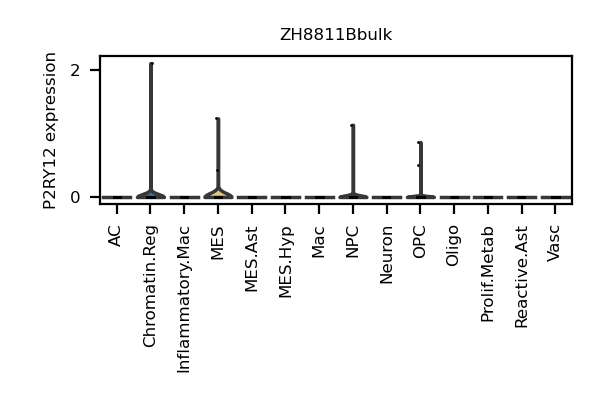 ZH8811Bbulk
P2RY12 expression
2
0
AC
Chromatin.Reg
Inflammatory.Mac
MES
MES.Ast
MES.Hyp
Mac
NPC
Neuron
OPC
Oligo
Prolif.Metab
Reactive.Ast
Vasc